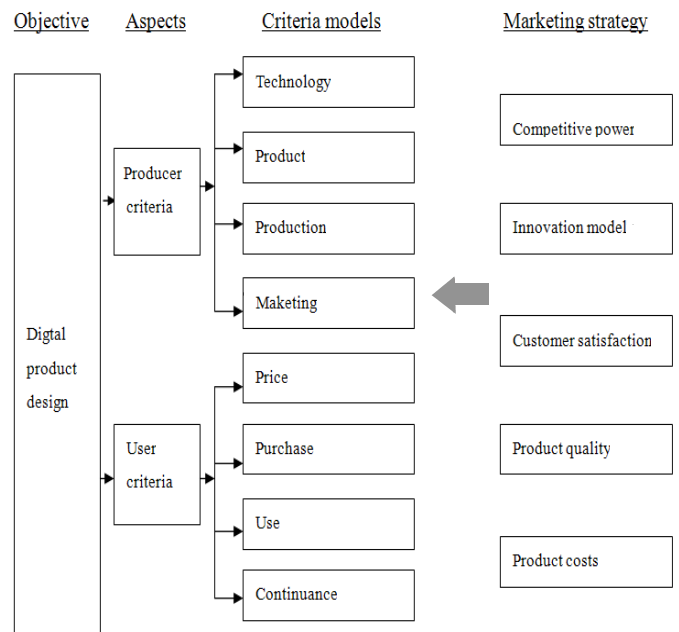 Objective
Aspects
Criteria models
Marketing strategy
Digtal
product
design
Producer
criteria
User
criteria
Technology
Product
Production
Maketing
Price
Purchase
Use
Continuance
Competitive power
Innovation model
Customer satisfaction
Product quality
Product costs